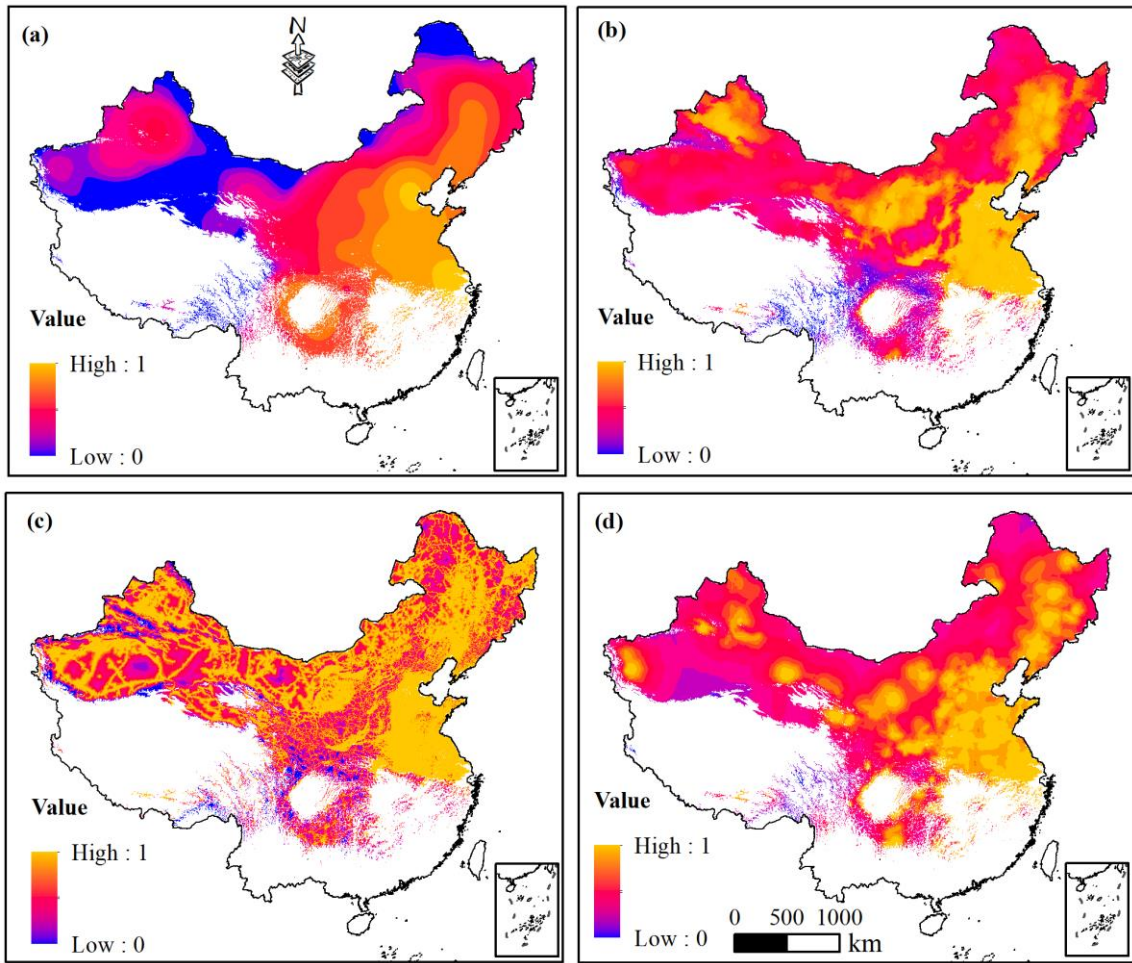 (a)
N
Value
High : 1
Low : 0
(b)
Value
High : 1
Low : 0
(c)
Value
High : 1
Low : 0
(d)
Value
High : 1
Low : 0
0 500 1000
km